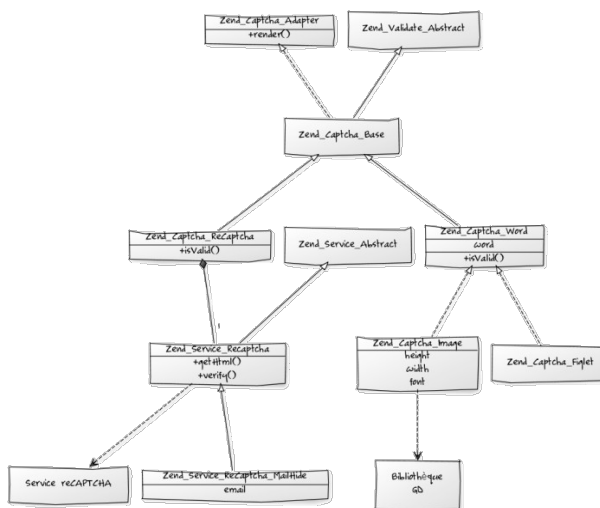 Zend_Captcha_Adapter
+render()
Zend_Validate_Abstract
Zend_Captcha_Base
Zend_Captcha_ReCaptcha
+isValid()
Zend_Service_Abstract
Zend_Captcha_Word
word
+isValid()
1
Zend_Service_Recaptcha
+getHtml()
+verify()
Zend_Captcha_Image
height
width
font
Zend_Captcha_Figlet
Service reCAPTCHA
Zend_Service_ReCaptcha_MailHide
email
Bibliothèque
GD